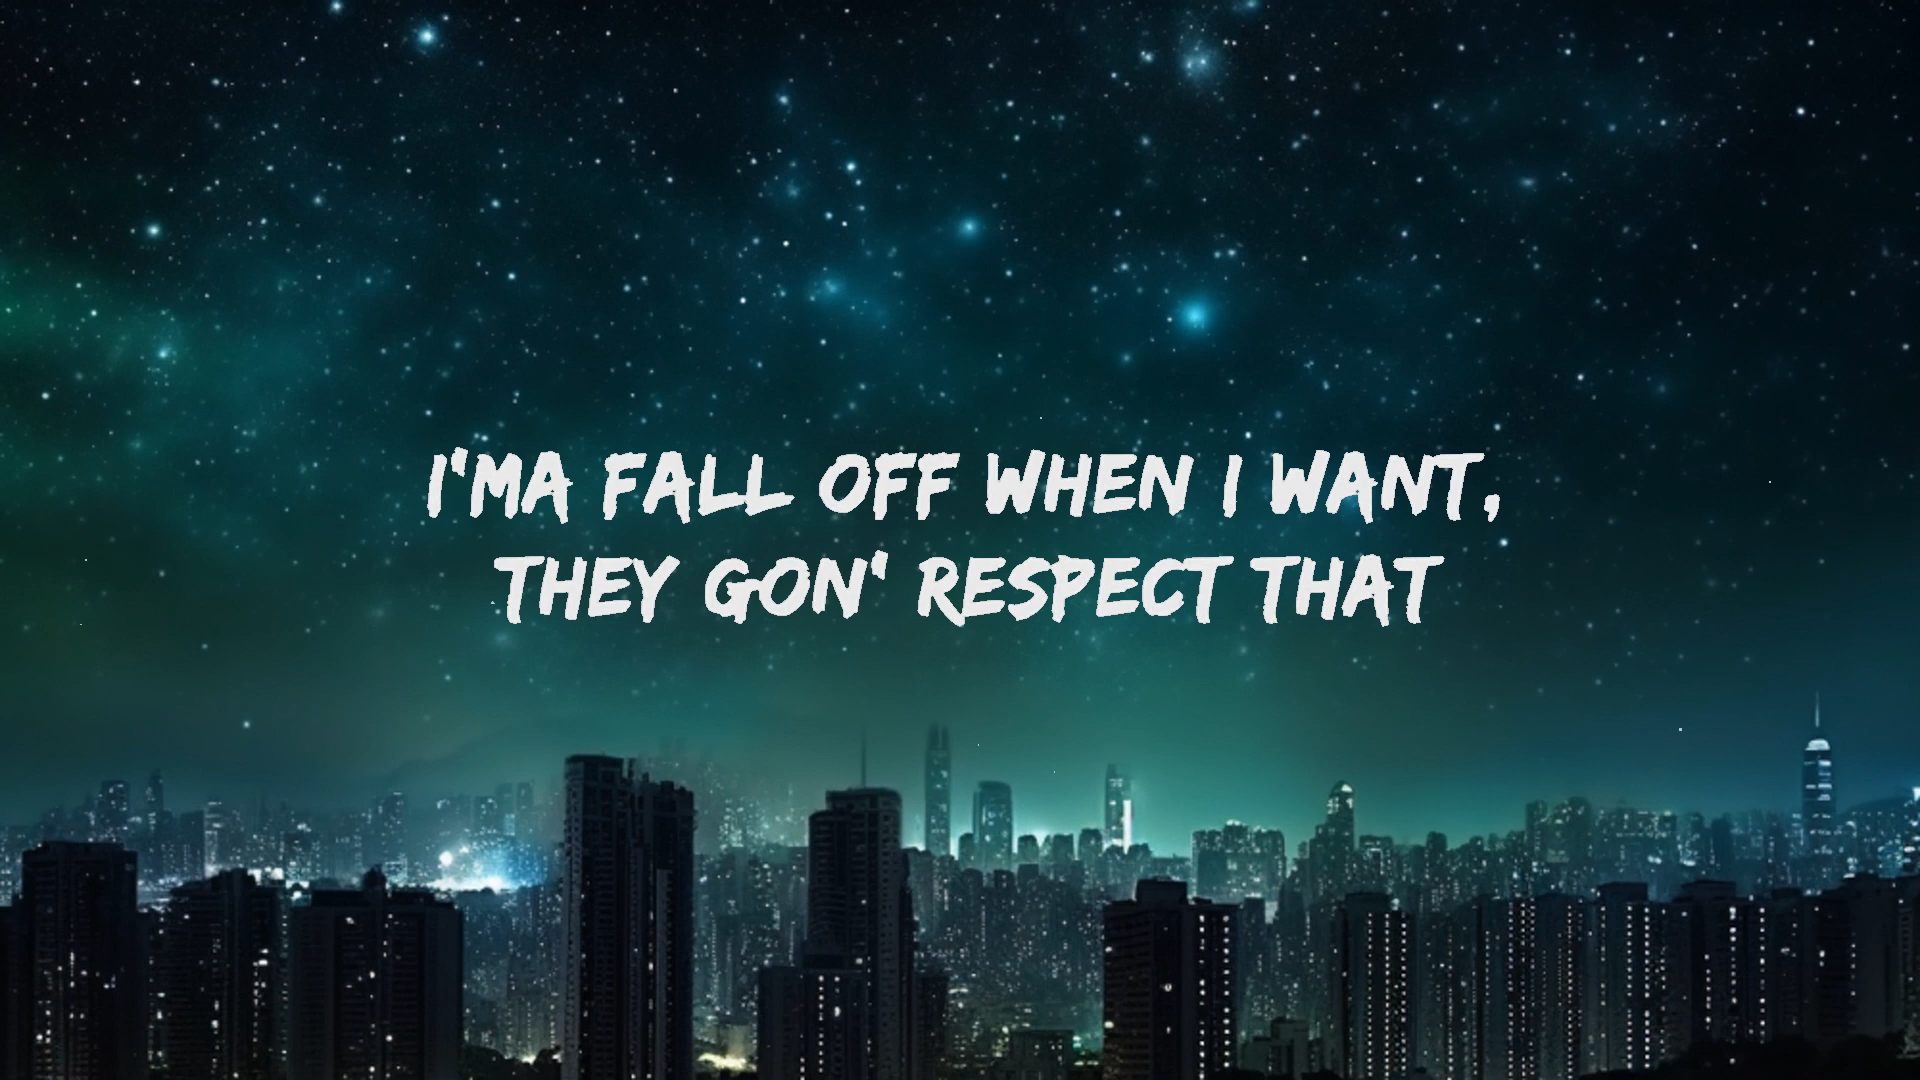 I'MA FALL OFF WHEN I WANT,
THEY GON' RESPECT THAT